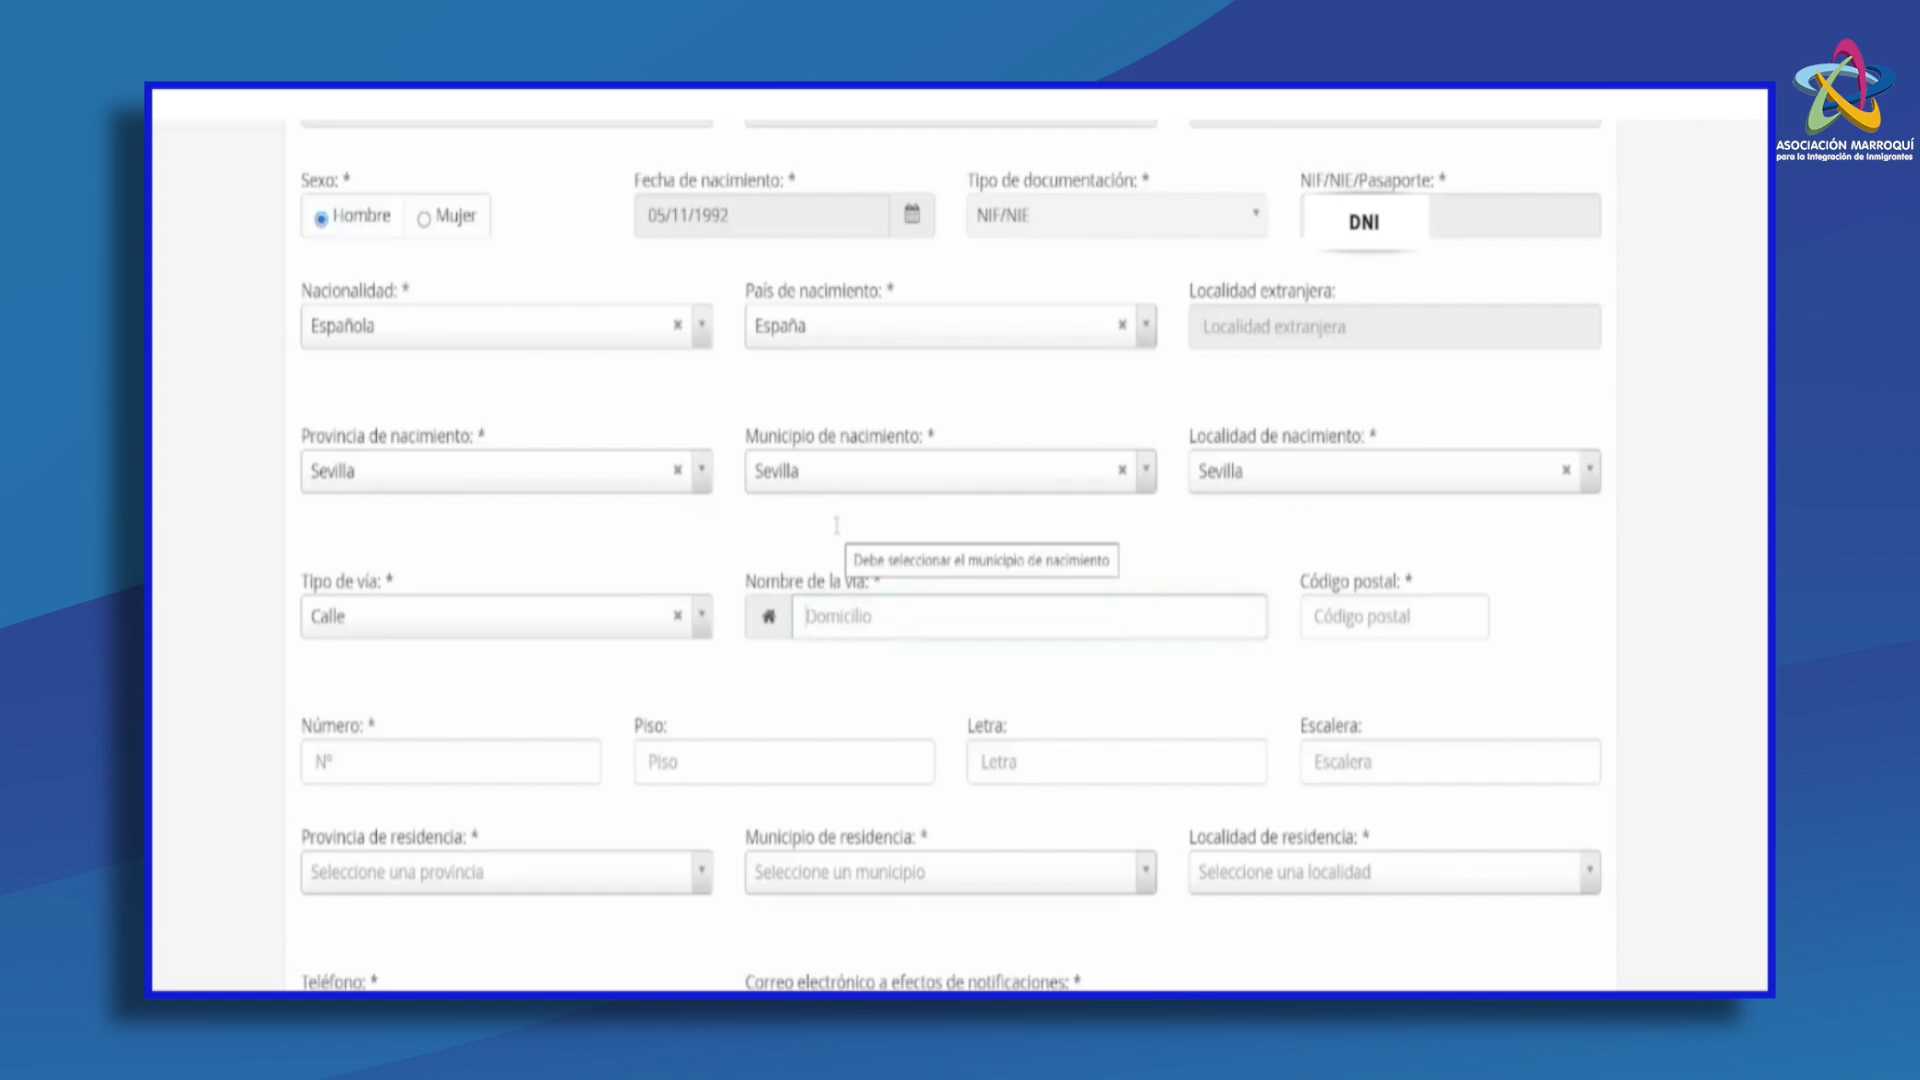 ASOCIACIÓN MARROQUÍ
para la Integración de Inmigrantes
Sexo: *
Fecha de nacimiento: *
Tipo de documentación: *
NIF/NIE/Pasaporte: *
Hombre
Mujer
05/11/1992
NIF/NIE
DNI
Nacionalidad: *
País de nacimiento: *
Localidad extranjera:
Española
España
Localidad extranjera
Provincia de nacimiento: *
Municipio de nacimiento: *
Localidad de nacimiento: *
Sevilla
Sevilla
Sevilla
Debe seleccionar el municipio de nacimiento
Tipo de vía: *
Nombre de la vía: *
Código postal: *
Calle
Domicilio
Código postal
Número: *
Piso:
Letra:
Escalera:
Nº
Piso
Letra
Escalera
Provincia de residencia: *
Municipio de residencia: *
Localidad de residencia: *
Seleccione una provincia
Seleccione un municipio
Seleccione una localidad
Teléfono: *
Correo electrónico a efectos de notificaciones: *